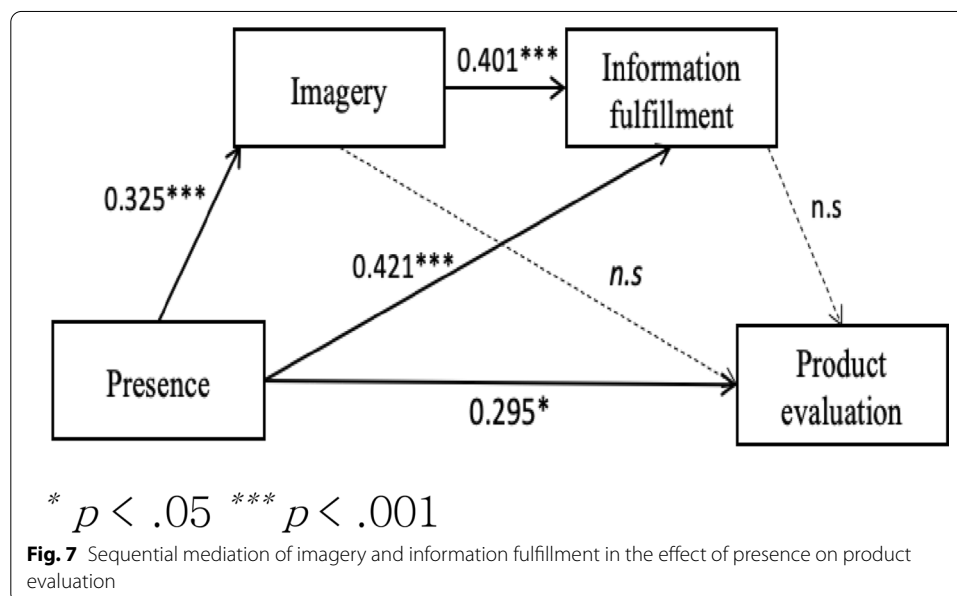 Imagery
0.401***
Information
fulfillment
0.325***
0.421***
n.s
n.s
Presence
0.295*
Product
evaluation
* p < .05 *** p < .001
Fig. 7 Sequential mediation of imagery and information fulfillment in the effect of presence on product
evaluation